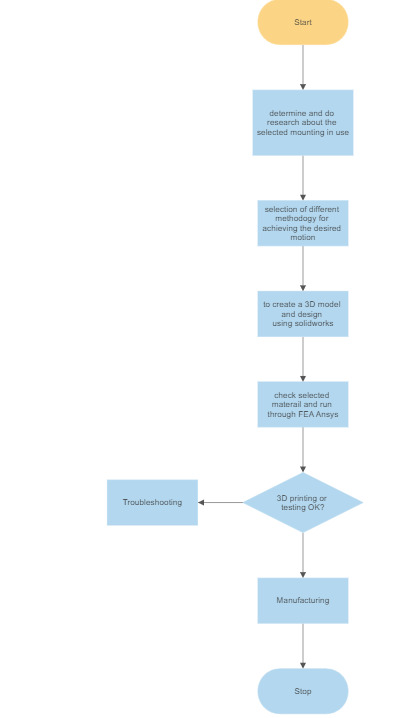 Start
determine and do
research about the
selected mounting in use
selection of different
methodogy for
achieving the desired
motion
to create a 3D model
and design
using solidworks
check selected
materail and run
through FEA Ansys
3D printing or
testing OK?
Troubleshooting
Manufacturing
Stop